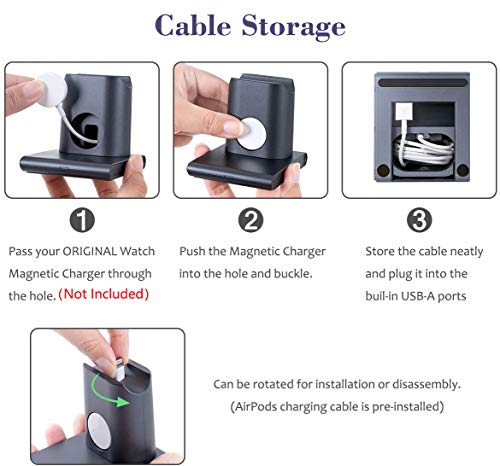 Cable Storage
1
2
3
Pass your ORIGINAL Watch
Magnetic Charger through
the hole. (Not Included)
Push the Magnetic Charger
into the hole and buckle.
Store the cable neatly
and plug it into the
buil-in USB-A ports
Can be rotated for installation or disassembly.
(AirPods charging cable is pre-installed)